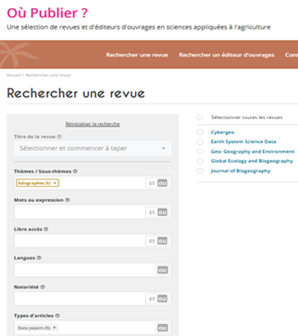 Où Publier ?
Une sélection de revues et d'éditeurs d'ouvrages en sciences appliquées à l'agriculture
Rechercher une revue Rechercher un éditeur d'ouvrages
Accueil » Rechercher une revue
Rechercher une revue
Réinitialiser la recherche
Titre de la revue
Sélectionner et commencer à taper
Thèmes / Sous-thèmes
Géographie (5) × ET OU
Mots ou expression
ET OU
Libre accès
ET OU
Langues
OU
Notoriété
ET OU
Types d'articles
Data papers (5) × OU
Sélectionner toutes les revues
Cybergeo
Earth System Science Data
Geo: Geography and Environment
Global Ecology and Biogeography
Journal of Biogeography